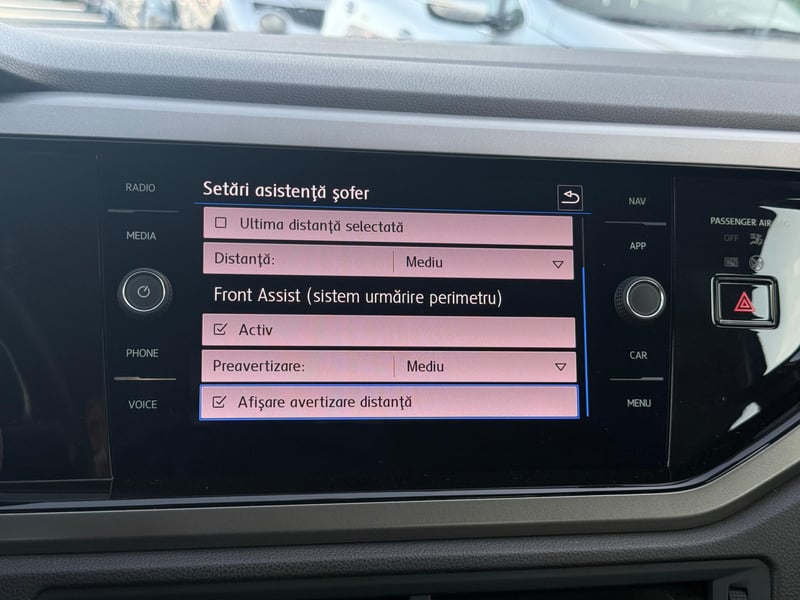 Setări asistență șofer
Ultima distanță selectată
Distanță: Mediu
Front Assist (sistem urmărire perimetru)
Activ
Preavertizare: Mediu
Afișare avertizare distanță
RADIO
MEDIA
PHONE
VOICE
NAV
APP
CAR
MENU
PASSENGER
OFF